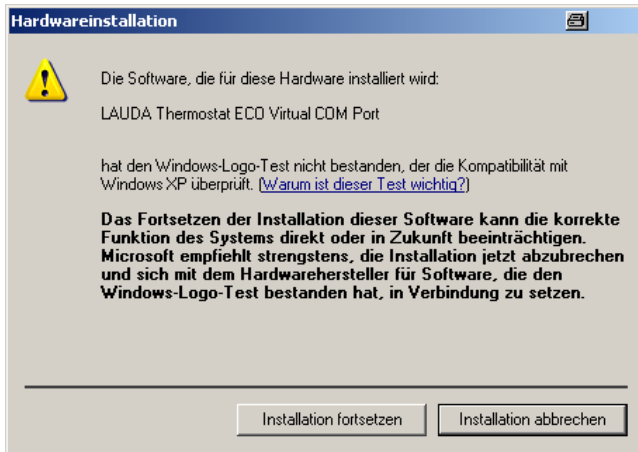 Hardwareinstallation
Die Software, die für diese Hardware installiert wird:
LAUDA Thermostat ECO Virtual COM Port
hat den Windows-Logo-Test nicht bestanden, der die Kompatibilität mit
Windows XP überprüft. (Warum ist dieser Test wichtig?)
Das Fortsetzen der Installation dieser Software kann die korrekte
Funktion des Systems direkt oder in Zukunft beeinträchtigen.
Microsoft empfiehlt strengstens, die Installation jetzt abzubrechen
und sich mit dem Hardwarehersteller für Software, die den
Windows-Logo-Test bestanden hat, in Verbindung zu setzen.
Installation fortsetzen Installation abbrechen